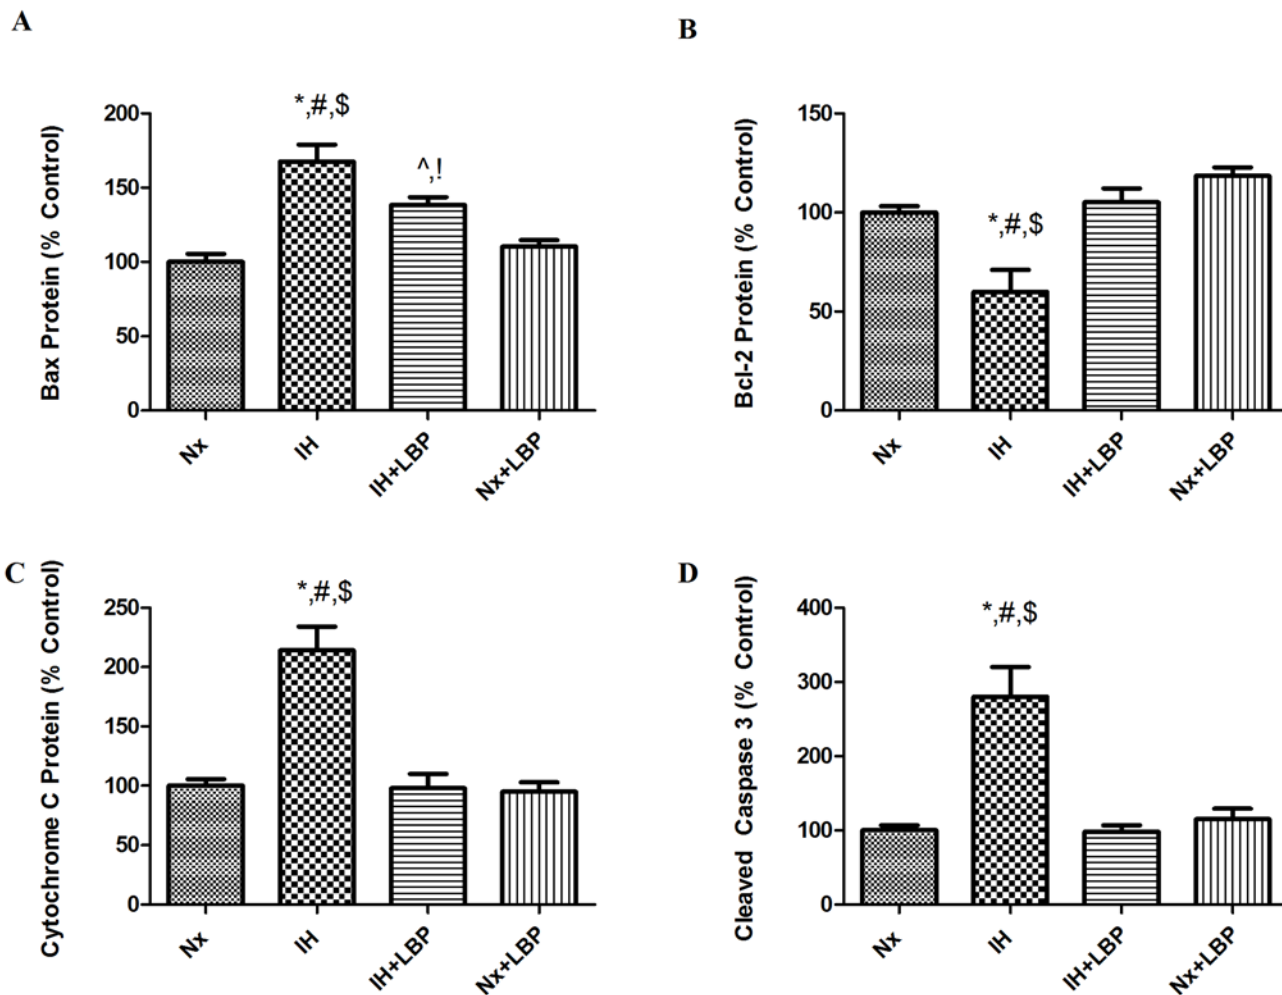 A
Bax Protein (% Control)
200
150
100
50
0
*,#,$
^,!
Nx
IH
IH+LBP
Nx+LBP
B
Bcl-2 Protein (% Control)
150
100
50
0
*,#,$
Nx
IH
IH+LBP
Nx+LBP
C
Cytochrome C Protein (% Control)
250
200
150
100
50
0
*,#,$
Nx
IH
IH+LBP
Nx+LBP
D
Cleaved Caspase 3 (% Control)
400
300
200
100
0
*,#,$
Nx
IH
IH+LBP
Nx+LBP